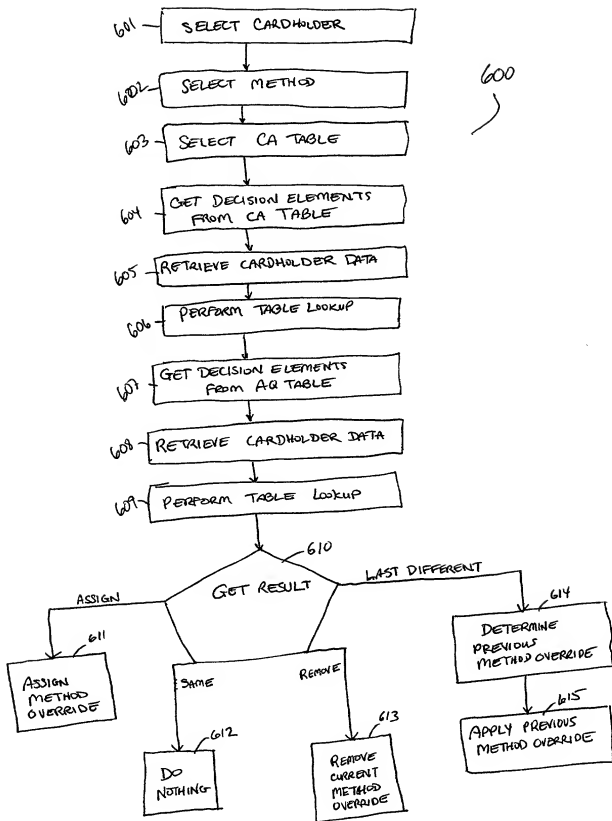 601 SELECT CARDHOLDER
600
602 SELECT METHOD
603 SELECT CA TABLE
604 GET DECISION ELEMENTS
FROM CA TABLE
605 RETRIEVE CARDHOLDER DATA
606 PERFORM TABLE LOOKUP
607 GET DECISION ELEMENTS
FROM AQ TABLE
608 RETRIEVE CARDHOLDER DATA
609 PERFORM TABLE LOOKUP
610
GET RESULT
ASSIGN
LAST DIFFERENT
SAME
REMOVE
611
ASSIGN
METHOD
OVERRIDE
612
DO
NOTHING
613
REMOVE
CURRENT
METHOD
OVERRIDE
614
DETERMINE
PREVIOUS
METHOD OVERRIDE
615
APPLY PREVIOUS
METHOD OVERRIDE